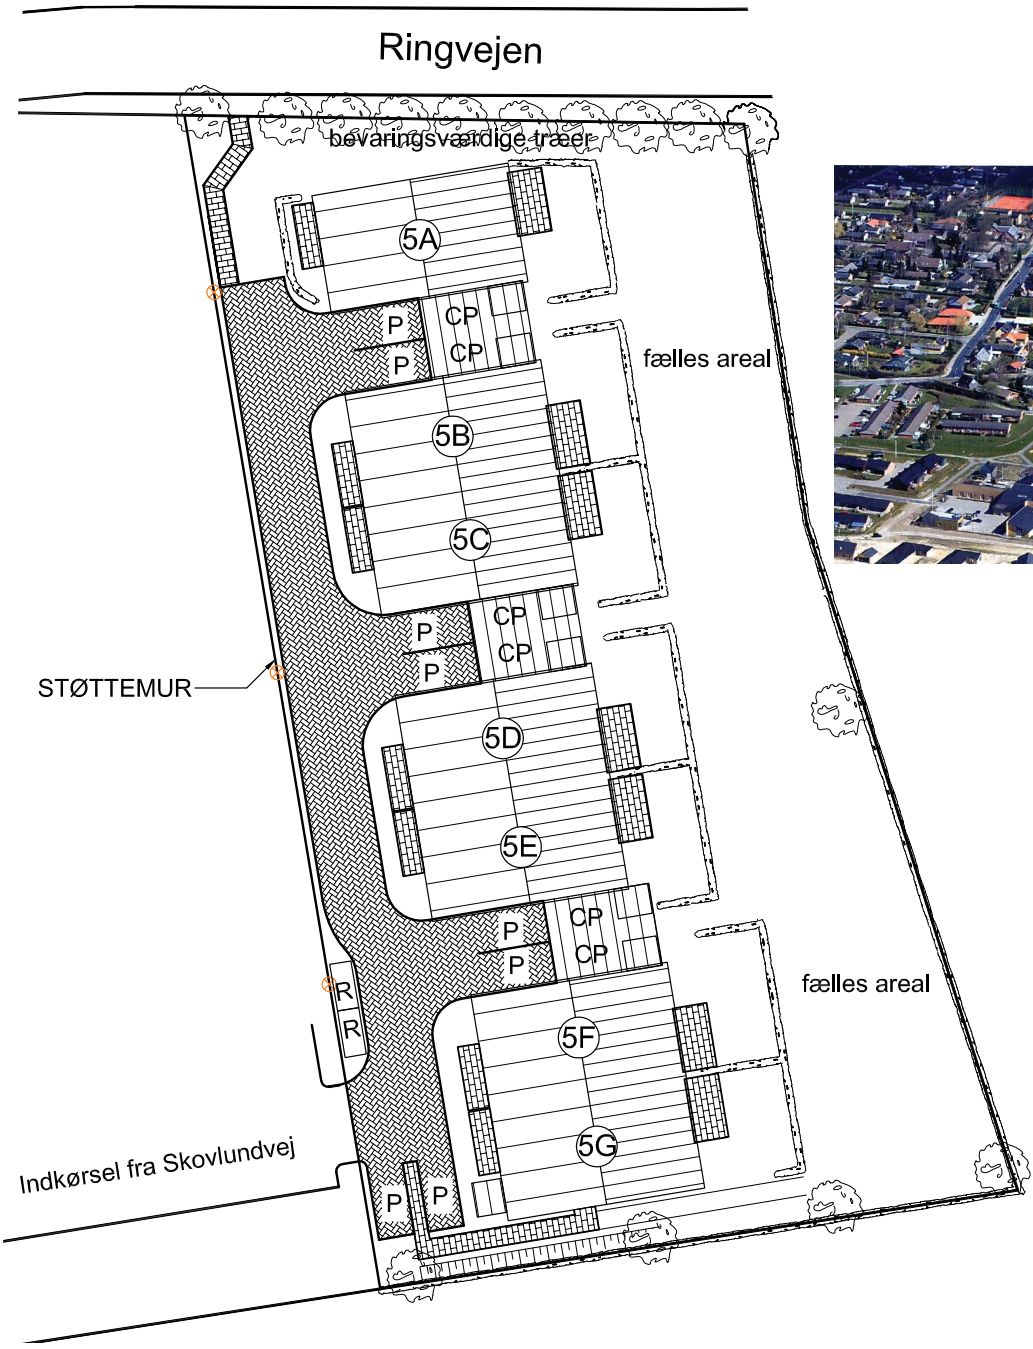 Ringvejen
bevaringsværdige træer
5A
P
CP
P
CP
fælles areal
5B
5C
P
CP
P
CP
STØTTEMUR
5D
5E
P
CP
P
CP
fælles areal
R
R
5F
5G
Indkørsel fra Skovlundvej
P
P